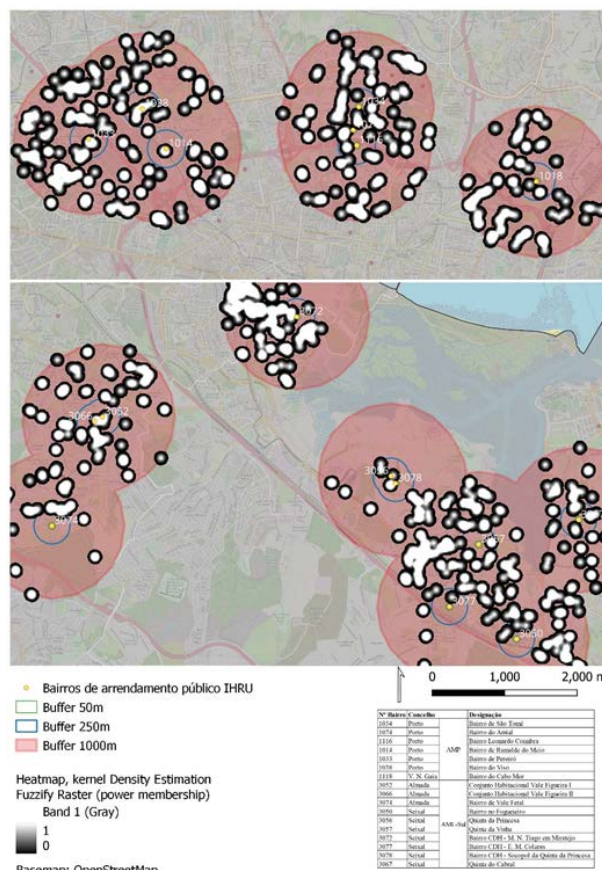 1038
1033
1014
1034
1116
1018
3072
3066 3052
3074
3078
3067
3077
3050
Bairros de arrendamento público IHRU
Buffer 50m
Buffer 250m
Buffer 1000m
Heatmap, kernel Density Estimation
Fuzzify Raster (power membership)
Band 1 (Gray)
1
0
Basemap: OpenStreetMap
0 1,000 2,000 m
Nº Bairro Concelho Designação
1034 Porto Bairro de São Tomé
1074 Porto Bairro do Amial
1116 Porto Bairro Leonardo Coimbra
1014 Porto AMP Bairro de Ramalde do Meio
1033 Porto Bairro de Pereiró
1038 Porto Bairro do Viso
1118 V. N. Gaia Bairro do Cabo Mor
3052 Almada Conjunto Habitacional Vale Figueira I
3066 Almada Conjunto Habitacional Vale Figueira II
3074 Almada Bairro de Vale Fetal
3050 Seixal Bairro no Fogueteiro
3056 Seixal AML-Sul Quinta da Princesa
3057 Seixal Quinta da Vinha
3072 Seixal Bairro CDH - M. N. Tiago em Miratejo
3077 Seixal Bairro CDH - E. M. Colares
3078 Seixal Bairro CDH - Socopol da Quinta da Princesa
3067 Seixal Quinta do Cabral